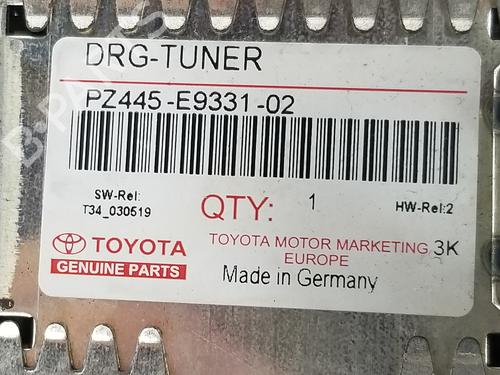 DRG-TUNER
PZ445-E9331-02
SW-Rel:
T34_030519
QTY: 1
HW-Rel:2
TOYOTA
GENUINE PARTS
TOYOTA MOTOR MARKETING 3K
EUROPE
Made in Germany
B-PARTS